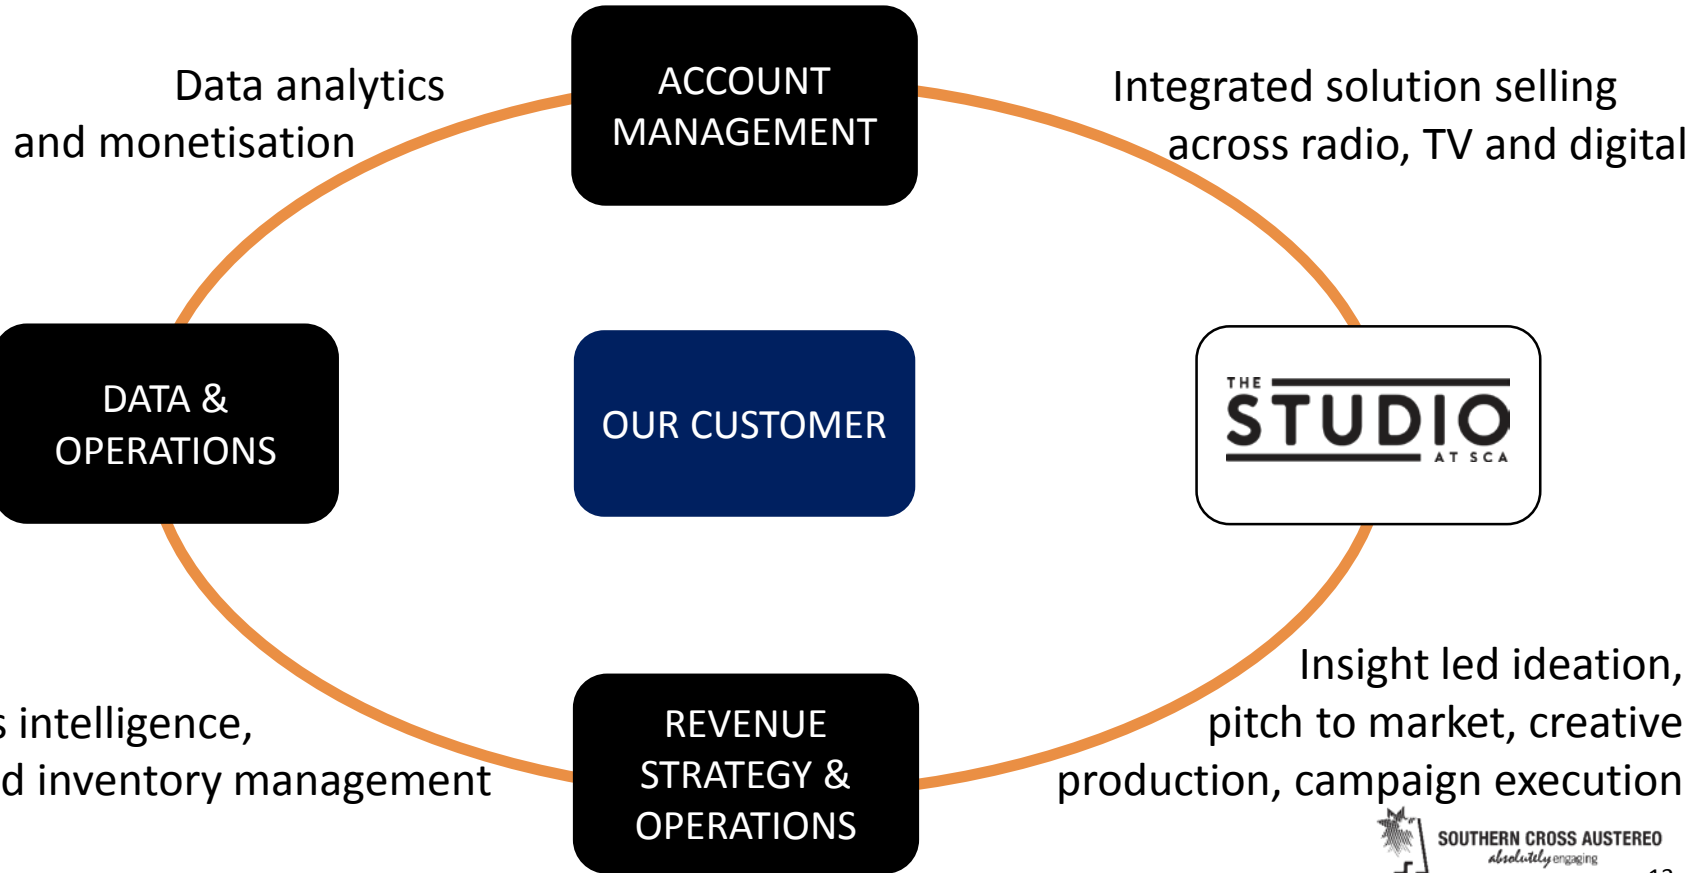 Data analytics
and monetisation
ACCOUNT
MANAGEMENT
Integrated solution selling
across radio, TV and digital
DATA &
OPERATIONS
OUR CUSTOMER
THE
STUDIO
AT SCA
intelligence,
inventory management
REVENUE
STRATEGY &
OPERATIONS
Insight led ideation,
pitch to market, creative
production, campaign execution
SOUTHERN CROSS AUSTEREO
absolutely engaging